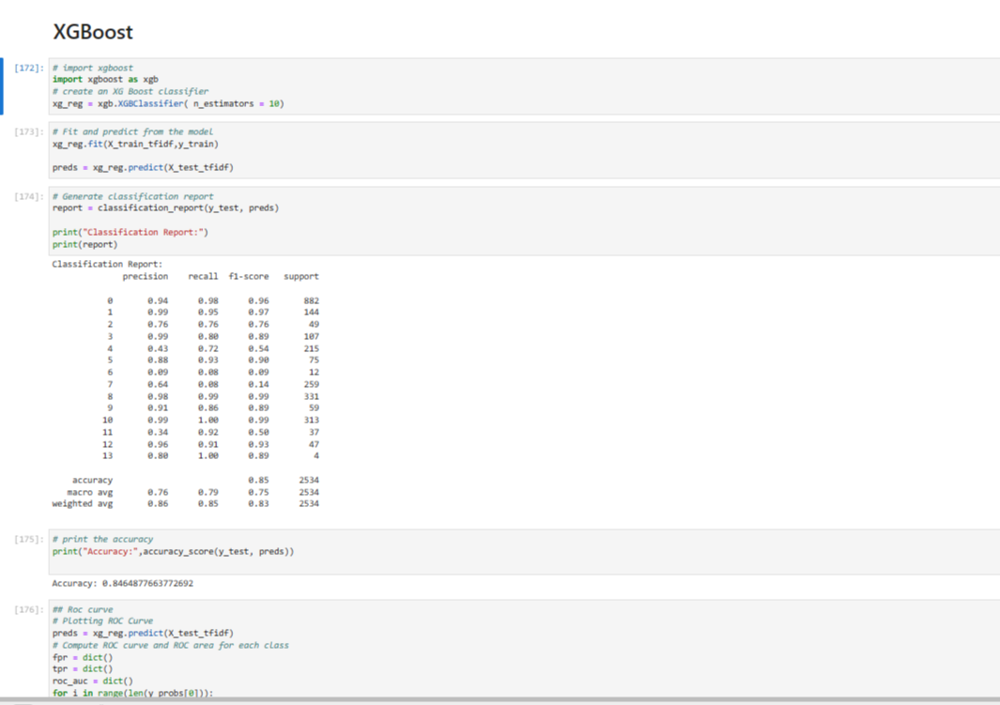 XGBoost
[172]: # import xgboost
import xgboost as xgb
# create an XG Boost classifier
xg_reg = xgb.XGBClassifier( n_estimators = 10)
[173]: # Fit and predict from the model
xg_reg.fit(X_train_tfidf,y_train)
preds = xg_reg.predict(X_test_tfidf)
[174]: # Generate classification report
report = classification_report(y_test, preds)
print("Classification Report:")
print(report)
Classification Report:
precision recall f1-score support
0 0.94 0.98 0.96 882
1 0.99 0.95 0.97 144
2 0.76 0.76 0.76 49
3 0.99 0.80 0.89 107
4 0.43 0.72 0.54 215
5 0.88 0.93 0.90 75
6 0.09 0.08 0.09 12
7 0.64 0.08 0.14 259
8 0.98 0.99 0.99 331
9 0.91 0.86 0.89 59
10 0.99 1.00 0.99 313
11 0.34 0.92 0.50 37
12 0.96 0.91 0.93 47
13 0.80 1.00 0.89 4
accuracy 0.85 2534
macro avg 0.76 0.79 0.75 2534
weighted avg 0.86 0.85 0.83 2534
[175]: # print the accuracy
print("Accuracy:",accuracy_score(y_test, preds))
Accuracy: 0.8464877663772692
[176]: ## Roc curve
# Plotting ROC Curve
preds = xg_reg.predict(X_test_tfidf)
# Compute ROC curve and ROC area for each class
fpr = dict()
tpr = dict()
roc_auc = dict()
for i in range(len(y_probs[0])):